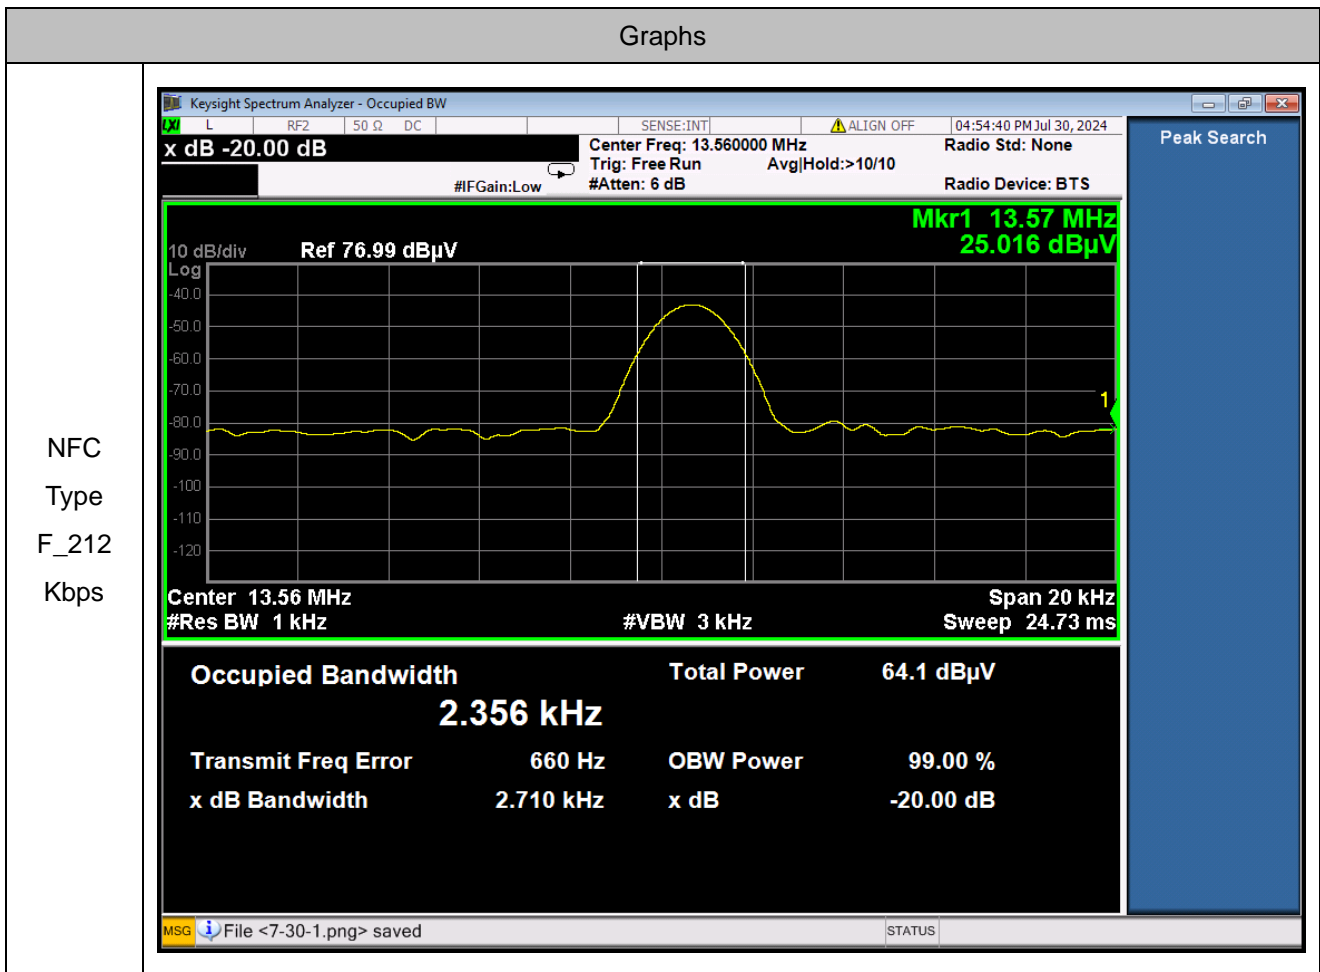 Graphs
NFC
Type
F_212
Kbps
Keysight Spectrum Analyzer - Occupied BW
LXI L RF2 50 Ω DC SENSE:INT ALIGN OFF 04:54:40 PM Jul 30, 2024
x dB -20.00 dB
Center Freq: 13.560000 MHz Radio Std: None
Trig: Free Run Avg|Hold:>10/10
#IFGain:Low #Atten: 6 dB Radio Device: BTS
Peak Search
Mkr1 13.57 MHz
25.016 dBµV
10 dB/div Ref 76.99 dBµV
Log
-40.0
-50.0
-60.0
-70.0
1
-80.0
-90.0
-100
-110
-120
Center 13.56 MHz Span 20 kHz
#Res BW 1 kHz #VBW 3 kHz Sweep 24.73 ms
Occupied Bandwidth Total Power 64.1 dBµV
2.356 kHz
Transmit Freq Error 660 Hz OBW Power 99.00 %
x dB Bandwidth 2.710 kHz x dB -20.00 dB
MSG File <7-30-1.png> saved STATUS